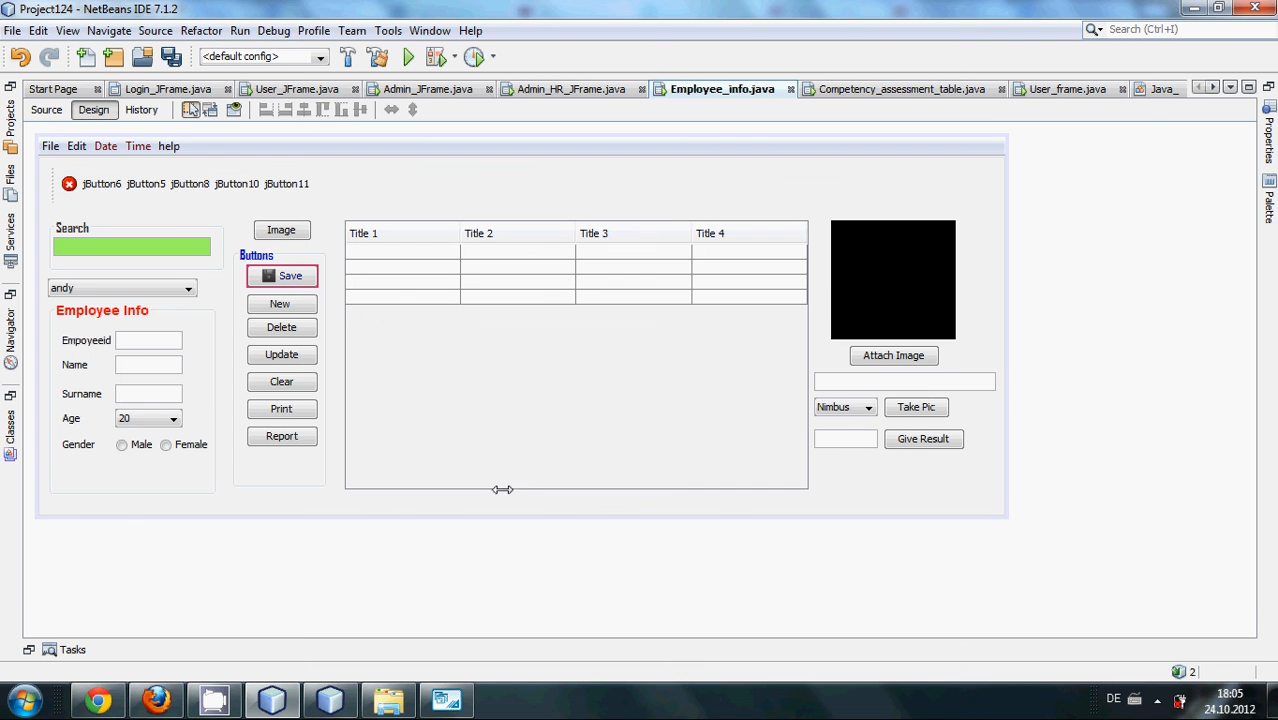 Project124 - NetBeans IDE 7.1.2
File Edit View Navigate Source Refactor Run Debug Profile Team Tools Window Help
Search (Ctrl+I)
<default config>
Start Page Login_JFrame.java User_JFrame.java Admin_JFrame.java Admin_HR_JFrame.java Employee_info.java Competency_assessment_table.java User_frame.java Java_
Source Design History
Projects
Files
Services
Navigator
Classes
Properties
Palette
File Edit Date Time help
jButton6 jButton5 jButton8 jButton10 jButton11
Search
andy
Employee Info
Empoyeeid
Name
Surname
Age 20
Gender Male Female
Image
Buttons
Save
New
Delete
Update
Clear
Print
Report
Title 1 Title 2 Title 3 Title 4
Attach Image
Nimbus Take Pic
Give Result
Tasks
2
DE
18:05
24.10.2012